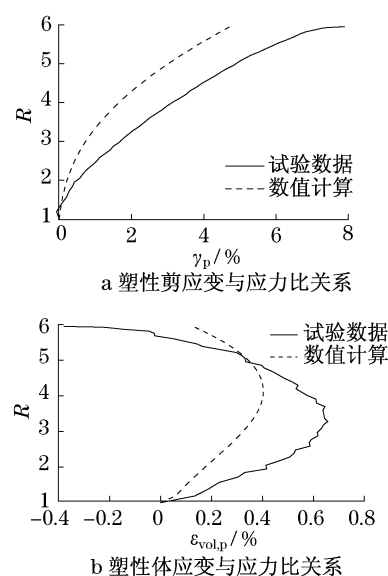 6
5
4
3
2
1
R
试验数据
数值计算
0 2 4 6 8
γp/%
a 塑性剪应变与应力比关系
6
5
4
3
2
1
R
试验数据
数值计算
-0.4 -0.2 0 0.2 0.4 0.6 0.8
εvol,p/%
b 塑性体应变与应力比关系